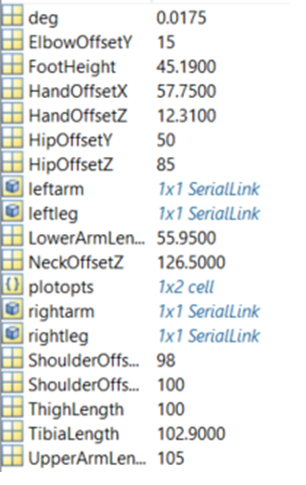 deg 0.0175
ElbowOffsetY 15
FootHeight 45.1900
HandOffsetX 57.7500
HandOffsetZ 12.3100
HipOffsetY 50
HipOffsetZ 85
leftarm 1x1 SerialLink
leftleg 1x1 SerialLink
LowerArmLen... 55.9500
NeckOffsetZ 126.5000
{} plotopts 1x2 cell
rightarm 1x1 SerialLink
rightleg 1x1 SerialLink
ShoulderOffs... 98
ShoulderOffs... 100
ThighLength 100
TibiaLength 102.9000
UpperArmLen... 105